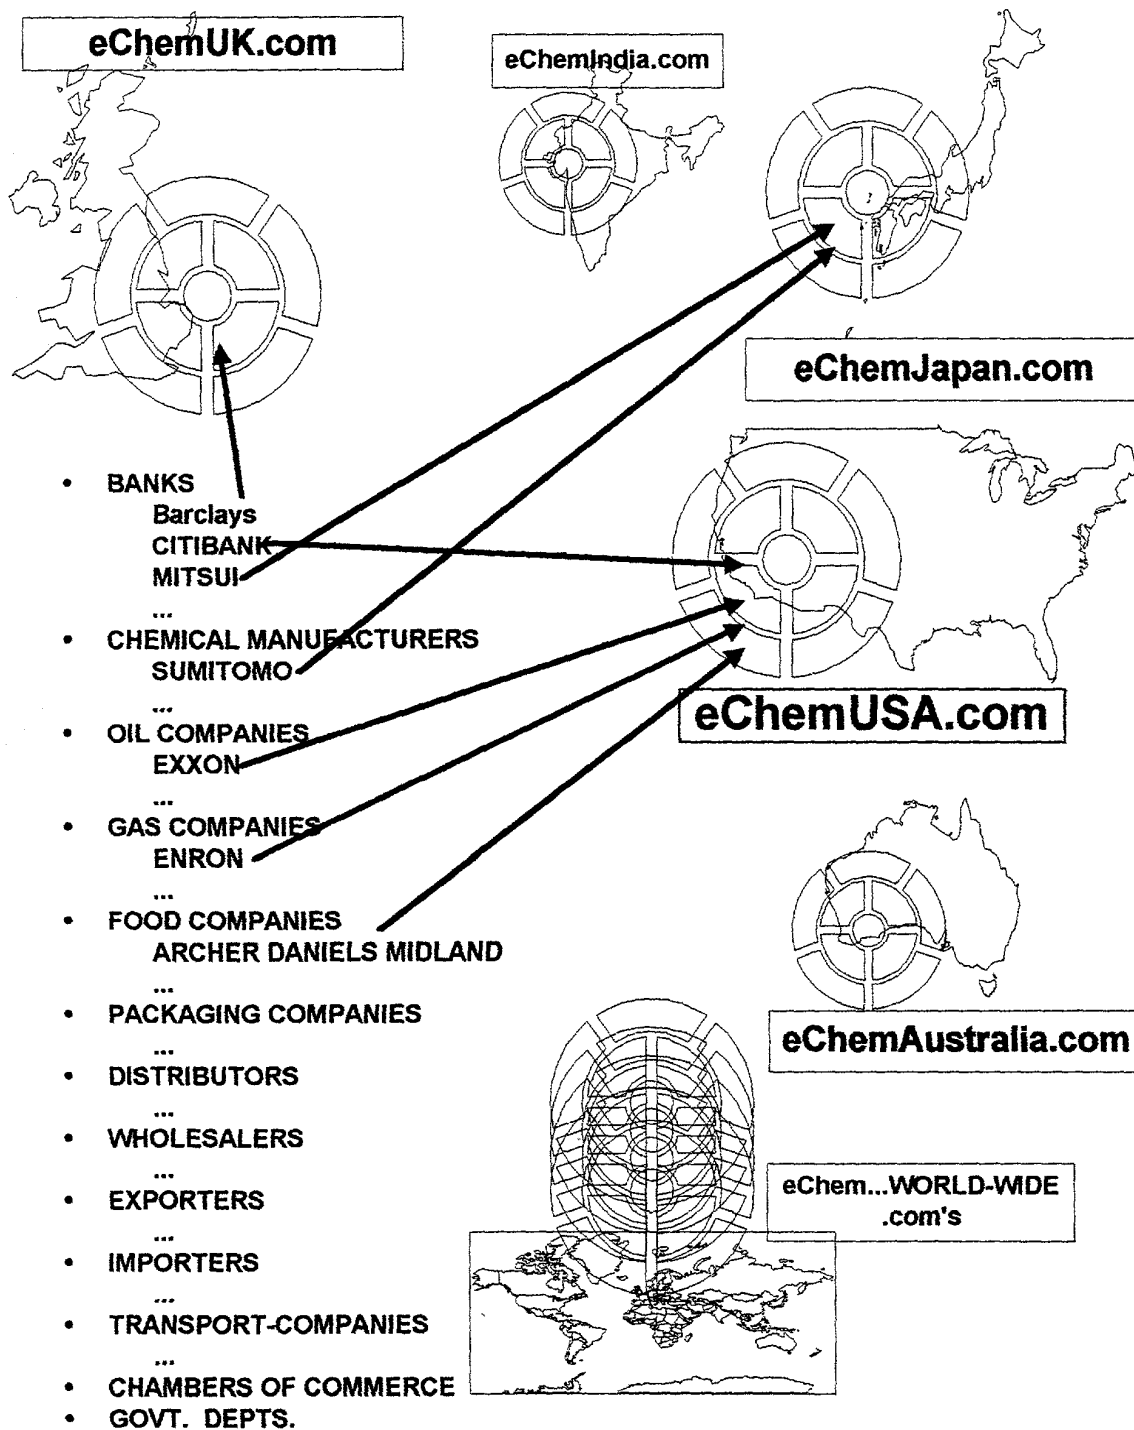 eChemUK.com
eChemIndia.com
eChemJapan.com
• BANKS
Barclays
CITIBANK
MITSUI
...
• CHEMICAL MANUFACTURERS
SUMITOMO
...
• OIL COMPANIES
EXXON
...
• GAS COMPANIES
ENRON
...
• FOOD COMPANIES
ARCHER DANIELS MIDLAND
...
• PACKAGING COMPANIES
...
• DISTRIBUTORS
...
• WHOLESALERS
...
• EXPORTERS
...
• IMPORTERS
...
• TRANSPORT-COMPANIES
...
• CHAMBERS OF COMMERCE
• GOVT. DEPTS.
eChemUSA.com
eChemAustralia.com
eChem...WORLD-WIDE
.com's